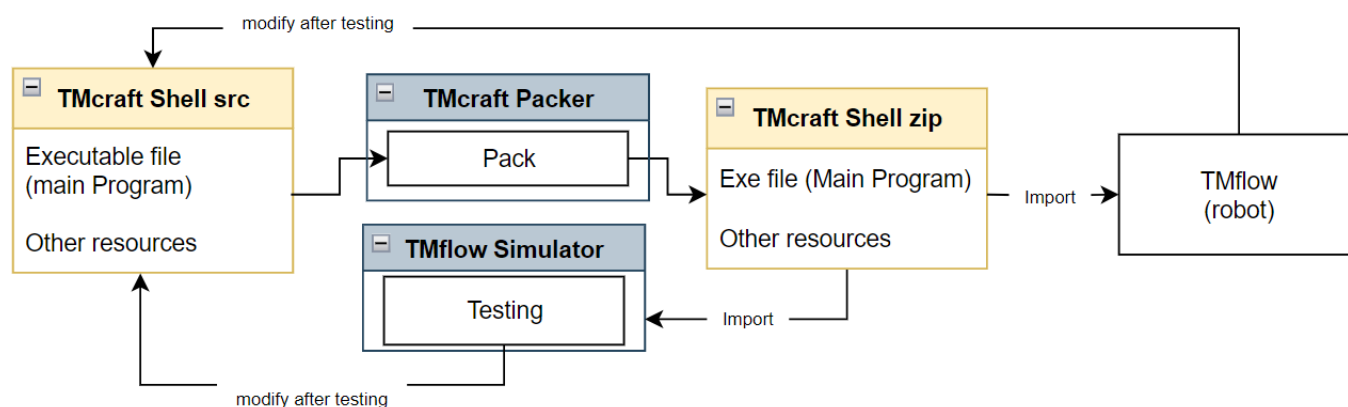 modify after testing
TMcraft Shell src
Executable file
(main Program)
Other resources
TMcraft Packer
Pack
TMflow Simulator
Testing
TMcraft Shell zip
Exe file (Main Program)
Other resources
Import
Import
TMflow
(robot)
modify after testing